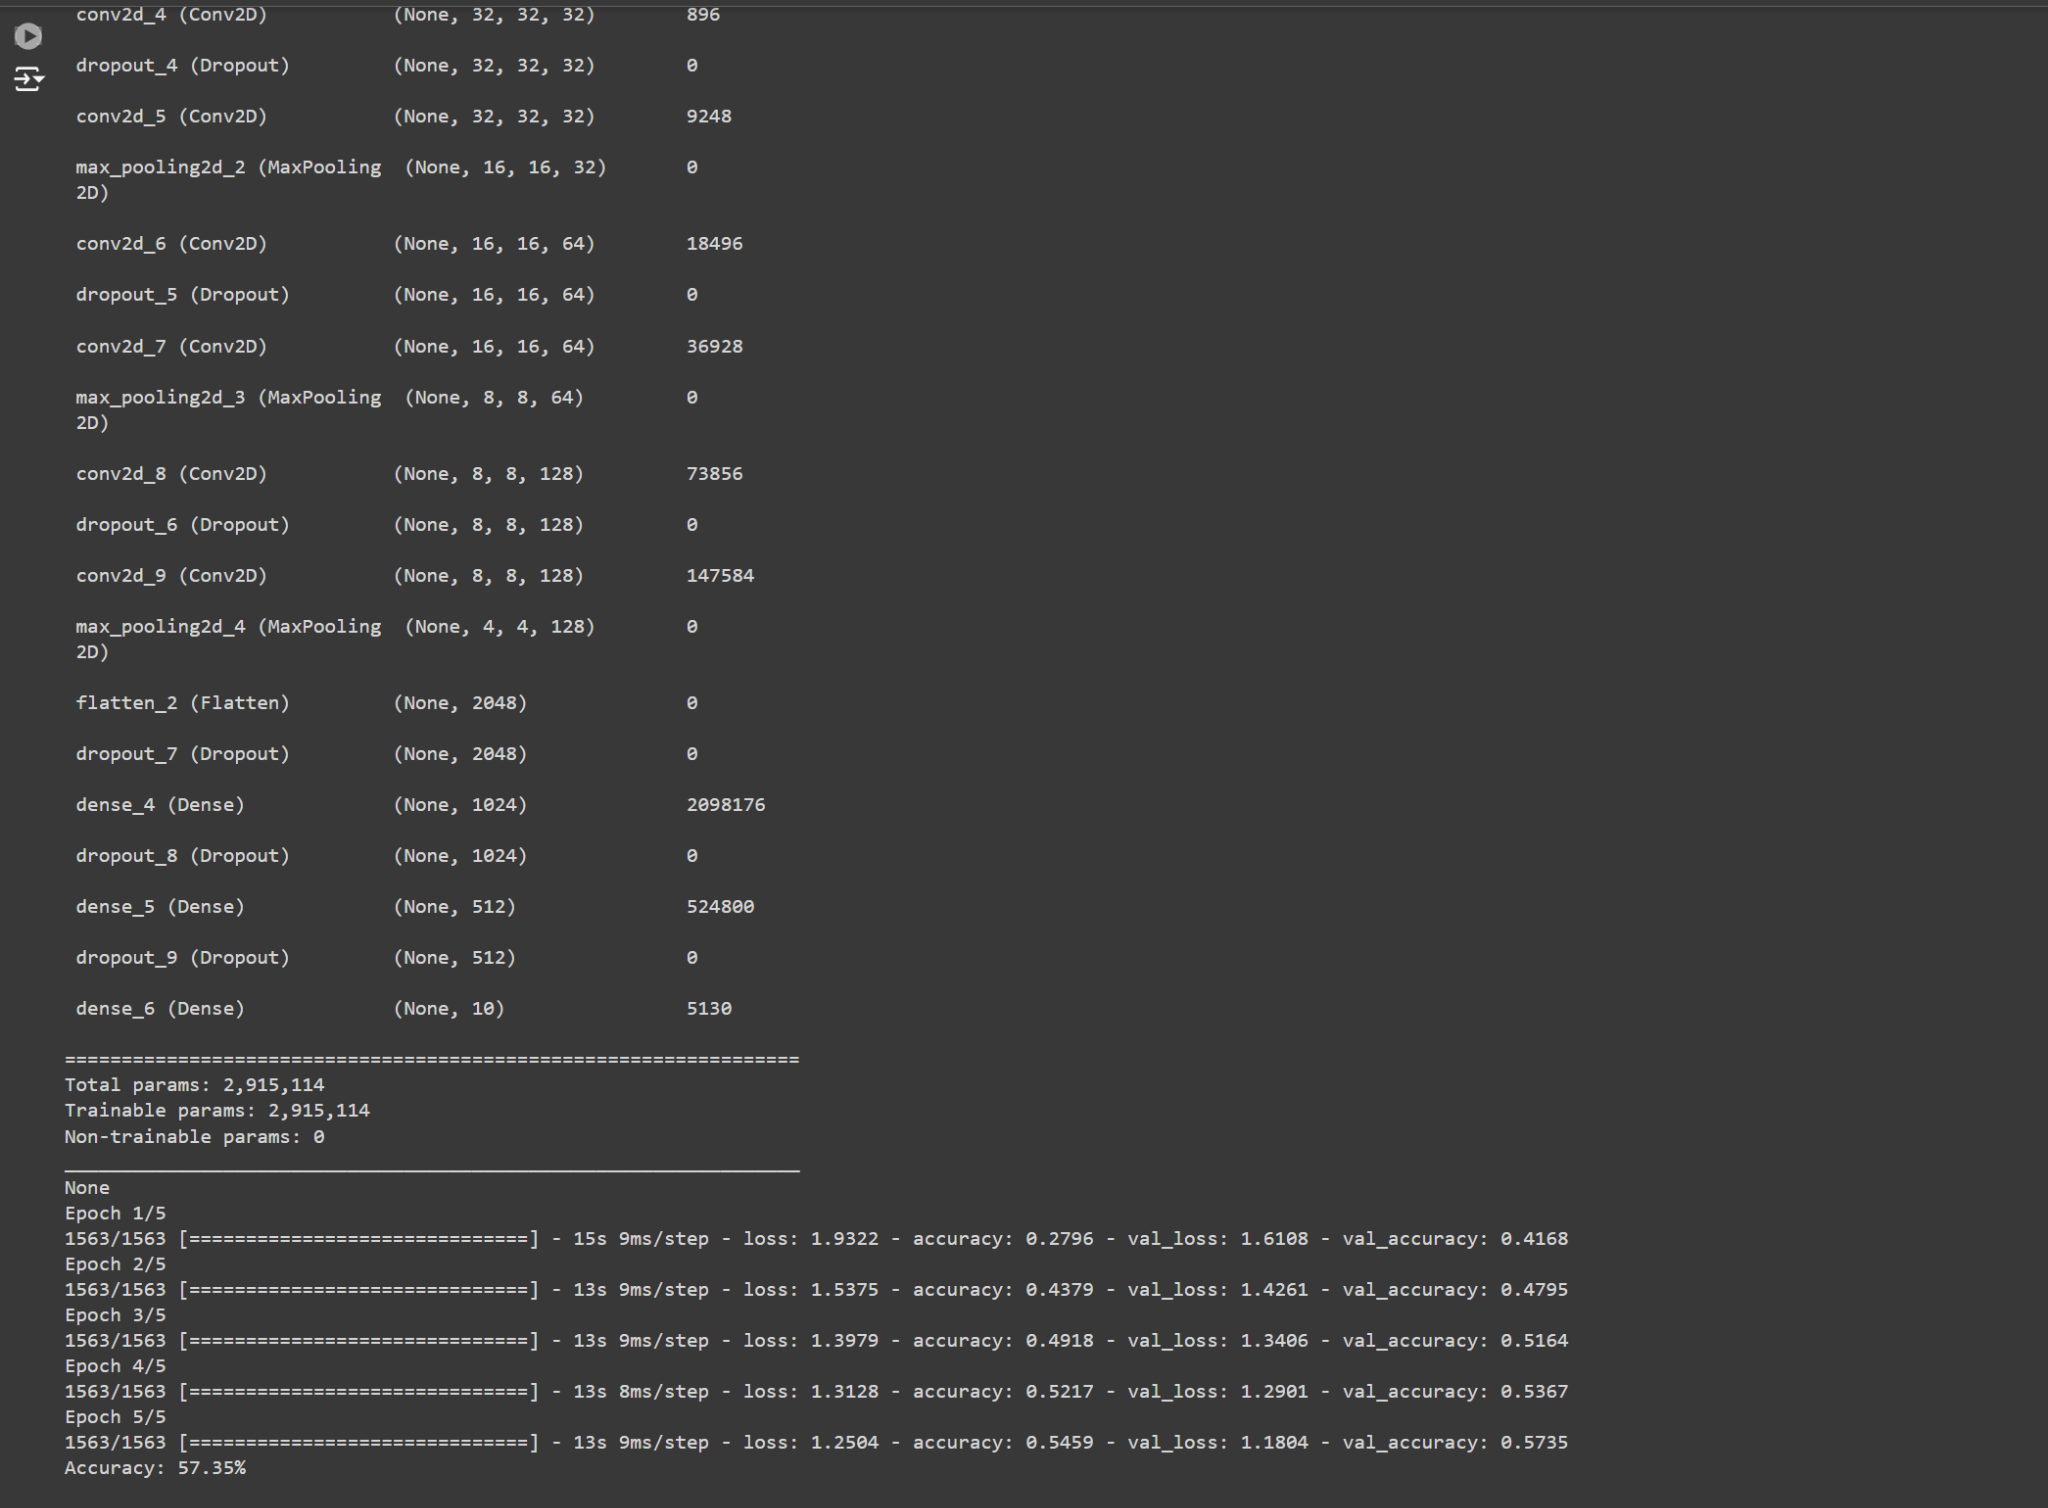 conv2d_4 (Conv2D) (None, 32, 32, 32) 896
dropout_4 (Dropout) (None, 32, 32, 32) 0
conv2d_5 (Conv2D) (None, 32, 32, 32) 9248
max_pooling2d_2 (MaxPooling (None, 16, 16, 32) 0
2D)
conv2d_6 (Conv2D) (None, 16, 16, 64) 18496
dropout_5 (Dropout) (None, 16, 16, 64) 0
conv2d_7 (Conv2D) (None, 16, 16, 64) 36928
max_pooling2d_3 (MaxPooling (None, 8, 8, 64) 0
2D)
conv2d_8 (Conv2D) (None, 8, 8, 128) 73856
dropout_6 (Dropout) (None, 8, 8, 128) 0
conv2d_9 (Conv2D) (None, 8, 8, 128) 147584
max_pooling2d_4 (MaxPooling (None, 4, 4, 128) 0
2D)
flatten_2 (Flatten) (None, 2048) 0
dropout_7 (Dropout) (None, 2048) 0
dense_4 (Dense) (None, 1024) 2098176
dropout_8 (Dropout) (None, 1024) 0
dense_5 (Dense) (None, 512) 524800
dropout_9 (Dropout) (None, 512) 0
dense_6 (Dense) (None, 10) 5130
=================================================================
Total params: 2,915,114
Trainable params: 2,915,114
Non-trainable params: 0
_________________________________________________________________
None
Epoch 1/5
1563/1563 [==============================] - 15s 9ms/step - loss: 1.9322 - accuracy: 0.2796 - val_loss: 1.6108 - val_accuracy: 0.4168
Epoch 2/5
1563/1563 [==============================] - 13s 9ms/step - loss: 1.5375 - accuracy: 0.4379 - val_loss: 1.4261 - val_accuracy: 0.4795
Epoch 3/5
1563/1563 [==============================] - 13s 9ms/step - loss: 1.3979 - accuracy: 0.4918 - val_loss: 1.3406 - val_accuracy: 0.5164
Epoch 4/5
1563/1563 [==============================] - 13s 8ms/step - loss: 1.3128 - accuracy: 0.5217 - val_loss: 1.2901 - val_accuracy: 0.5367
Epoch 5/5
1563/1563 [==============================] - 13s 9ms/step - loss: 1.2504 - accuracy: 0.5459 - val_loss: 1.1804 - val_accuracy: 0.5735
Accuracy: 57.35%